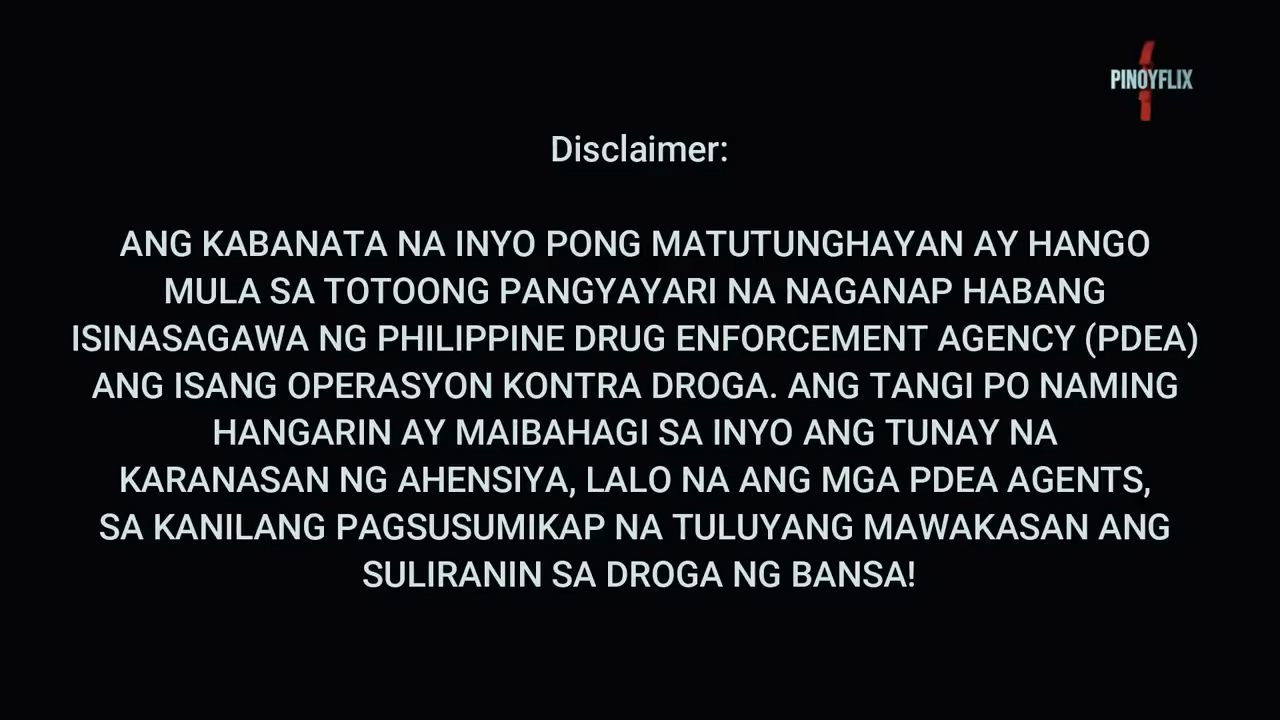 PINOYFLIX
Disclaimer:
ANG KABANATA NA INYO PONG MATUTUNGHAYAN AY HANGO
MULA SA TOTOONG PANGYAYARI NA NAGANAP HABANG
ISINASAGAWA NG PHILIPPINE DRUG ENFORCEMENT AGENCY (PDEA)
ANG ISANG OPERASYON KONTRA DROGA. ANG TANGI PO NAMING
HANGARIN AY MAIBAHAGI SA INYO ANG TUNAY NA
KARANASAN NG AHENSIYA, LALO NA ANG MGA PDEA AGENTS,
SA KANILANG PAGSUSUMIKAP NA TULUYANG MAWAKASAN ANG
SULIRANIN SA DROGA NG BANSA!